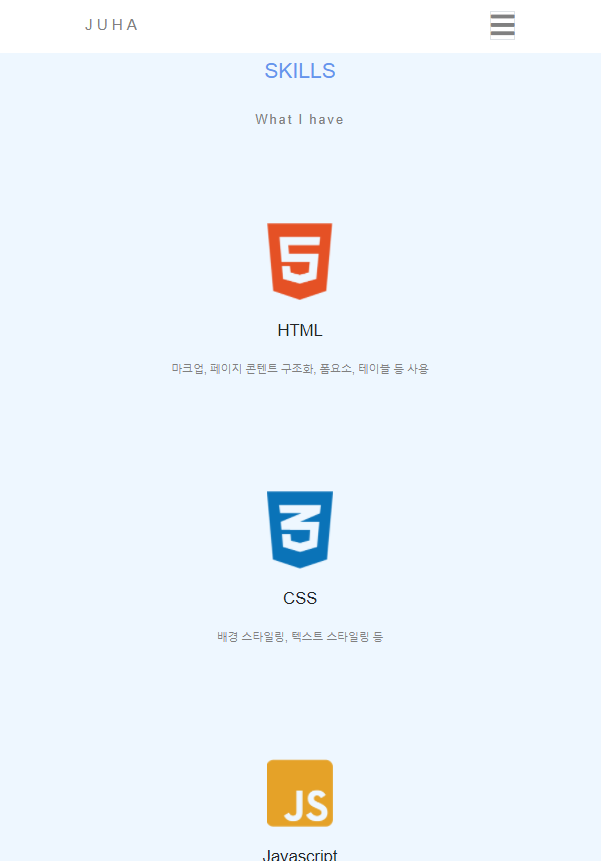 JUHA
SKILLS
What I have
5
HTML
마크업, 페이지 콘텐트 구조화, 폼요소, 테이블 등 사용
3
CSS
배경 스타일링, 텍스트 스타일링 등
JS
Javascript